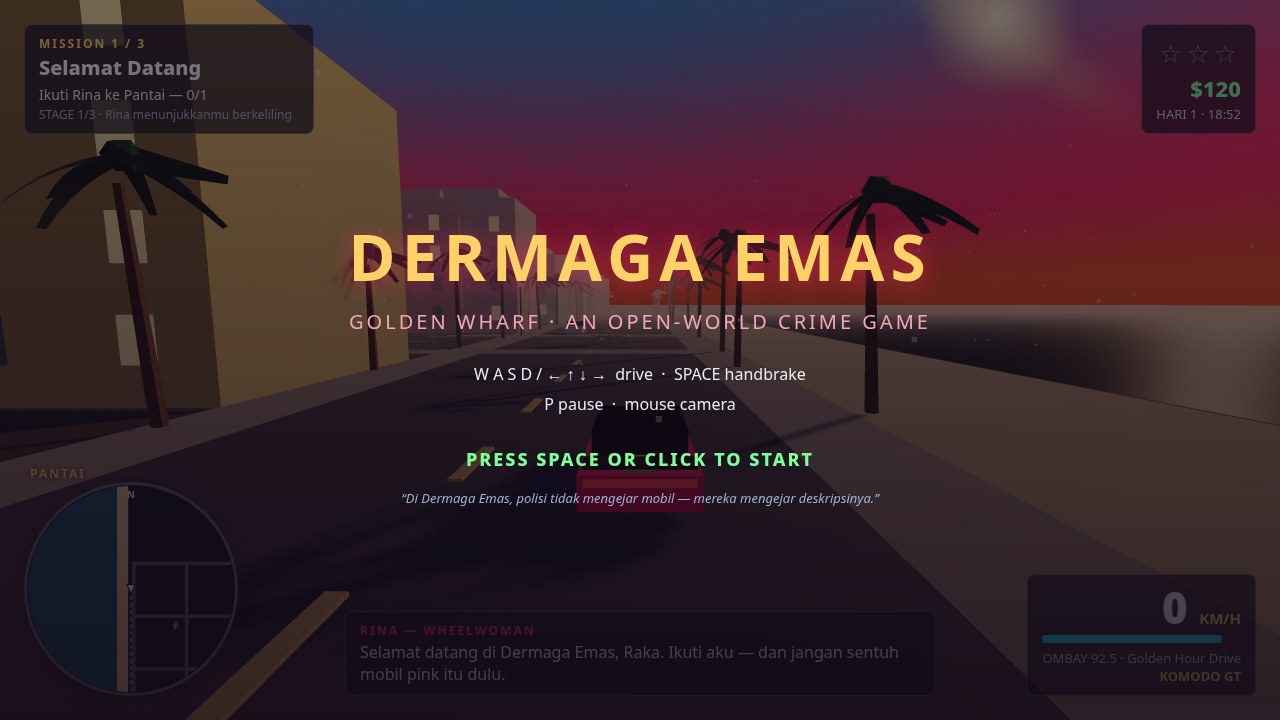 MISSION 1 / 3
Selamat Datang
Ikuti Rina ke Pantai — 0/1
STAGE 1/3 · Rina menunjukkanmu berkeliling
☆☆☆
$120
HARI 1 · 18:52
DERMAGA EMAS
GOLDEN WHARF · AN OPEN-WORLD CRIME GAME
W A S D / ← ↑ ↓ → drive · SPACE handbrake
P pause · mouse camera
PRESS SPACE OR CLICK TO START
“Di Dermaga Emas, polisi tidak mengejar mobil — mereka mengejar deskripsinya.”
PANTAI
N
RINA — WHEELWOMAN
Selamat datang di Dermaga Emas, Raka. Ikuti aku — dan jangan sentuh
mobil pink itu dulu.
0 KM/H
OMBAY 92.5 · Golden Hour Drive
KOMODO GT